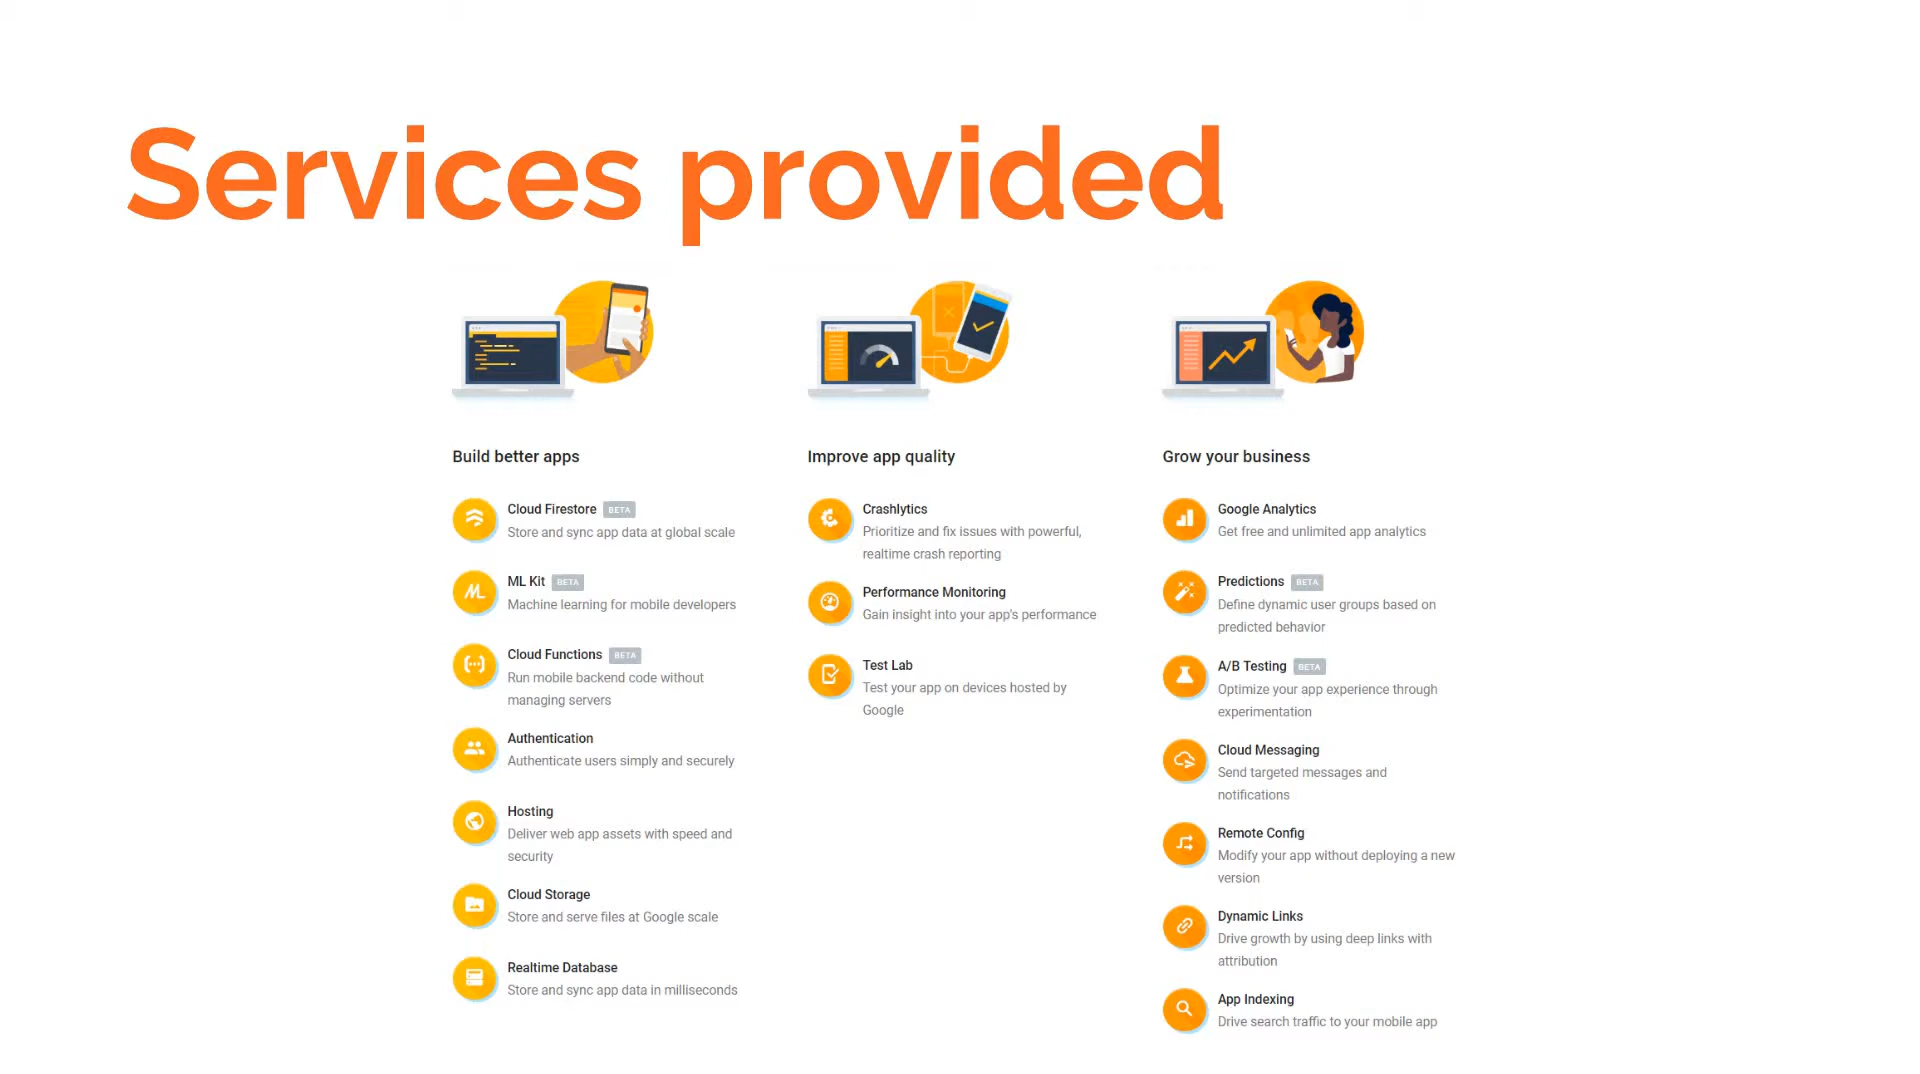 Services provided
Build better apps
Cloud Firestore BETA
Store and sync app data at global scale
ML Kit BETA
Machine learning for mobile developers
Cloud Functions BETA
Run mobile backend code without
managing servers
Authentication
Authenticate users simply and securely
Hosting
Deliver web app assets with speed and
security
Cloud Storage
Store and serve files at Google scale
Realtime Database
Store and sync app data in milliseconds
Improve app quality
Crashlytics
Prioritize and fix issues with powerful,
realtime crash reporting
Performance Monitoring
Gain insight into your app's performance
Test Lab
Test your app on devices hosted by
Google
Grow your business
Google Analytics
Get free and unlimited app analytics
Predictions BETA
Define dynamic user groups based on
predicted behavior
A/B Testing BETA
Optimize your app experience through
experimentation
Cloud Messaging
Send targeted messages and
notifications
Remote Config
Modify your app without deploying a new
version
Dynamic Links
Drive growth by using deep links with
attribution
App Indexing
Drive search traffic to your mobile app